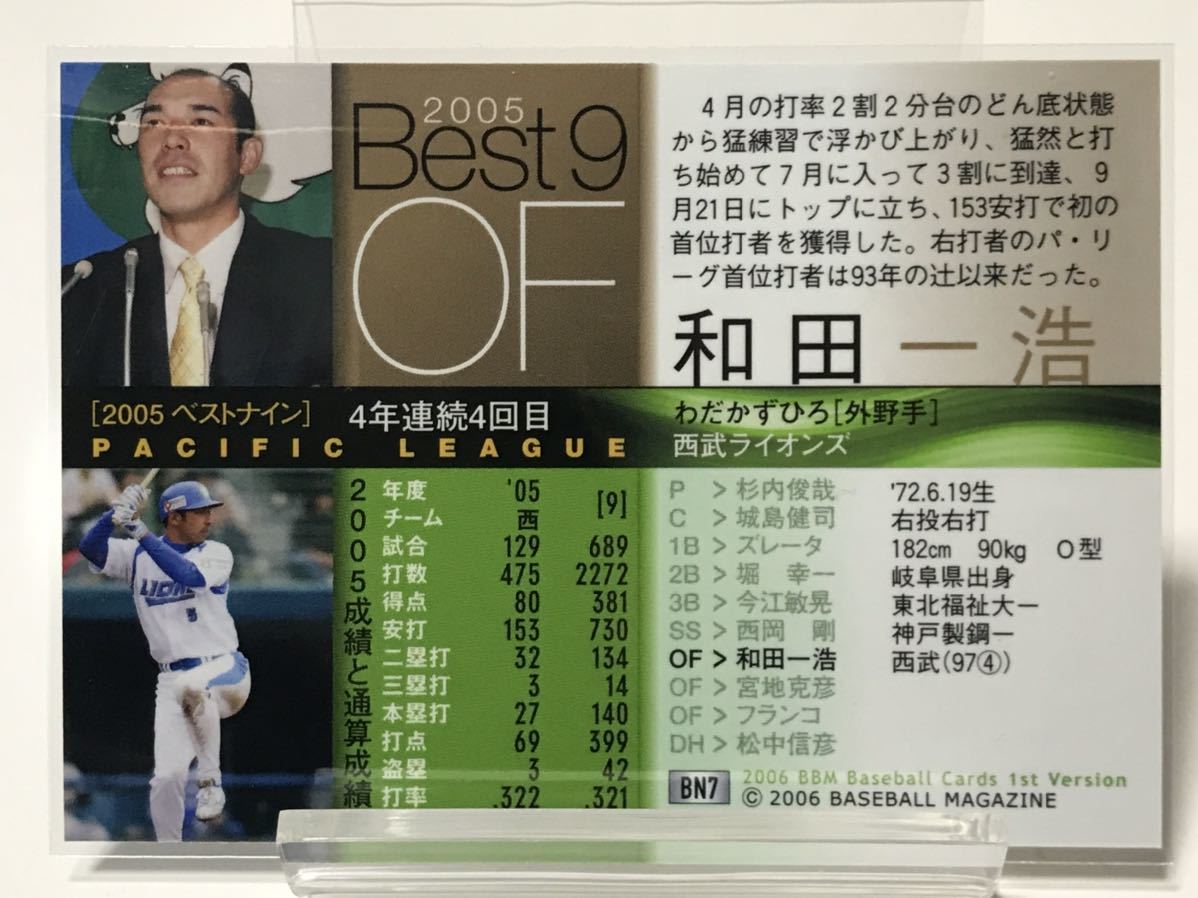 2005
Best 9
OF
4月の打率2割2分台のどん底状態
から猛練習で浮かび上がり、猛然と打
ち始めて7月に入って3割に到達、9
月21日にトップに立ち、153安打で初の
首位打者を獲得した。右打者のパ・リ
ーグ首位打者は93年の辻以来だった。
和田一浩
[2005 ベストナイン] 4年連続4回目
PACIFIC LEAGUE
わだかずひろ[外野手]
西武ライオンズ
LIONS
5
2005成績と通算成績
年度 '05 [9]
チーム 西
試合 129 689
打数 475 2272
得点 80 381
安打 153 730
二塁打 32 134
三塁打 3 14
本塁打 27 140
打点 69 399
盗塁 3 42
打率 .322 .321
P > 杉内俊哉
C > 城島健司
1B > ズレータ
2B > 堀 幸一
3B > 今江敏晃
SS > 西岡 剛
OF > 和田一浩
OF > 宮地克彦
OF > フランコ
DH > 松中信彦
'72.6.19生
右投右打
182cm 90kg O型
岐阜県出身
東北福祉大ー
神戸製鋼ー
西武(97④)
BN7
2006 BBM Baseball Cards 1st Version
© 2006 BASEBALL MAGAZINE